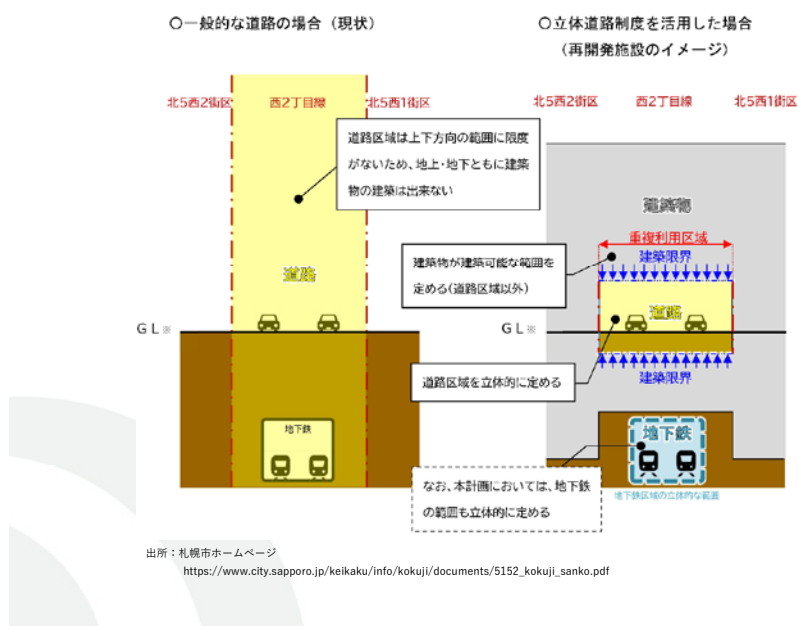 〇一般的な道路の場合（現状）
北5西2街区
西2丁目線
北5西1街区
道路区域は上下方向の範囲に限度
がないため、地上・地下ともに建築
物の建築は出来ない
道路
GL※
地下鉄
〇立体道路制度を活用した場合
（再開発施設のイメージ）
北5西2街区
西2丁目線
北5西1街区
建築物
重複利用区域
建築限界
建築物が建築可能な範囲を
定める(道路区域以外)
道路
GL※
建築限界
道路区域を立体的に定める
地下鉄
地下鉄区域の立体的な範囲
なお、本計画においては、地下鉄
の範囲も立体的に定める
出所：札幌市ホームページ
https://www.city.sapporo.jp/keikaku/info/kokuji/documents/5152_kokuji_sanko.pdf